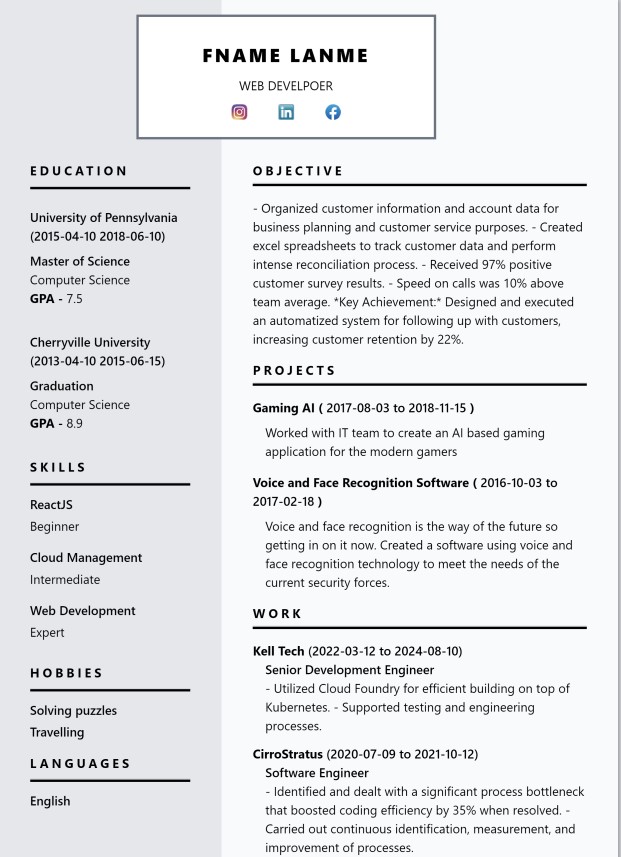 FNAME LANME
WEB DEVELPOER
EDUCATION
University of Pennsylvania
(2015-04-10 2018-06-10)
Master of Science
Computer Science
GPA - 7.5
Cherryville University
(2013-04-10 2015-06-15)
Graduation
Computer Science
GPA - 8.9
SKILLS
ReactJS
Beginner
Cloud Management
Intermediate
Web Development
Expert
HOBBIES
Solving puzzles
Travelling
LANGUAGES
English
OBJECTIVE
- Organized customer information and account data for
business planning and customer service purposes. - Created
excel spreadsheets to track customer data and perform
intense reconciliation process. - Received 97% positive
customer survey results. - Speed on calls was 10% above
team average. *Key Achievement:* Designed and executed
an automatized system for following up with customers,
increasing customer retention by 22%.
PROJECTS
Gaming AI ( 2017-08-03 to 2018-11-15 )
Worked with IT team to create an AI based gaming
application for the modern gamers
Voice and Face Recognition Software ( 2016-10-03 to
2017-02-18 )
Voice and face recognition is the way of the future so
getting in on it now. Created a software using voice and
face recognition technology to meet the needs of the
current security forces.
WORK
Kell Tech (2022-03-12 to 2024-08-10)
Senior Development Engineer
- Utilized Cloud Foundry for efficient building on top of
Kubernetes. - Supported testing and engineering
processes.
CirroStratus (2020-07-09 to 2021-10-12)
Software Engineer
- Identified and dealt with a significant process bottleneck
that boosted coding efficiency by 35% when resolved. -
Carried out continuous identification, measurement, and
improvement of processes.